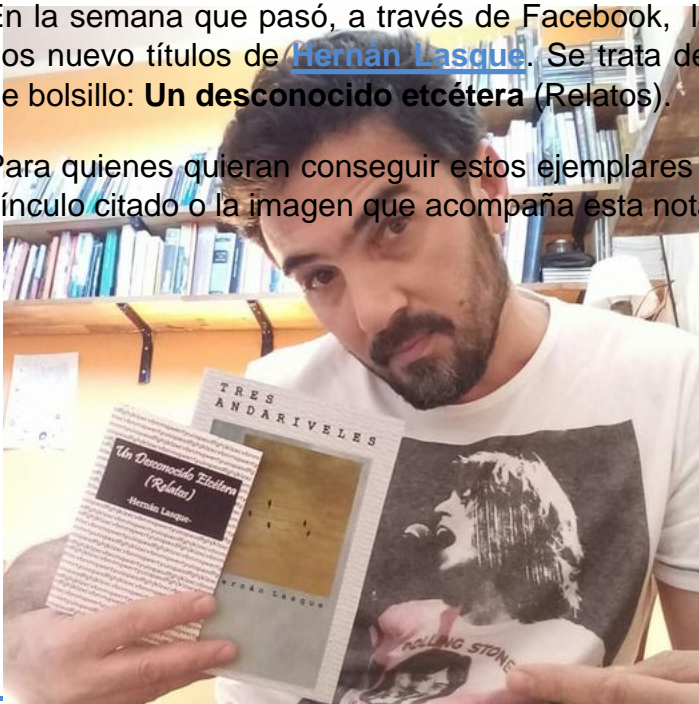 En la semana que pasó, a través de Facebook,
os nuevo títulos de Hernán Lasque. Se trata de
e bolsillo: Un desconocido etcétera (Relatos).
Para quienes quieran conseguir estos ejemplares
ínculo citado o la imagen que acompaña esta not
TRES
ANDARIVELES
Un Desconocido Etcétera
(Relatos)
-Hernán Lasque-
ernán Lasque
ROLLING STONE